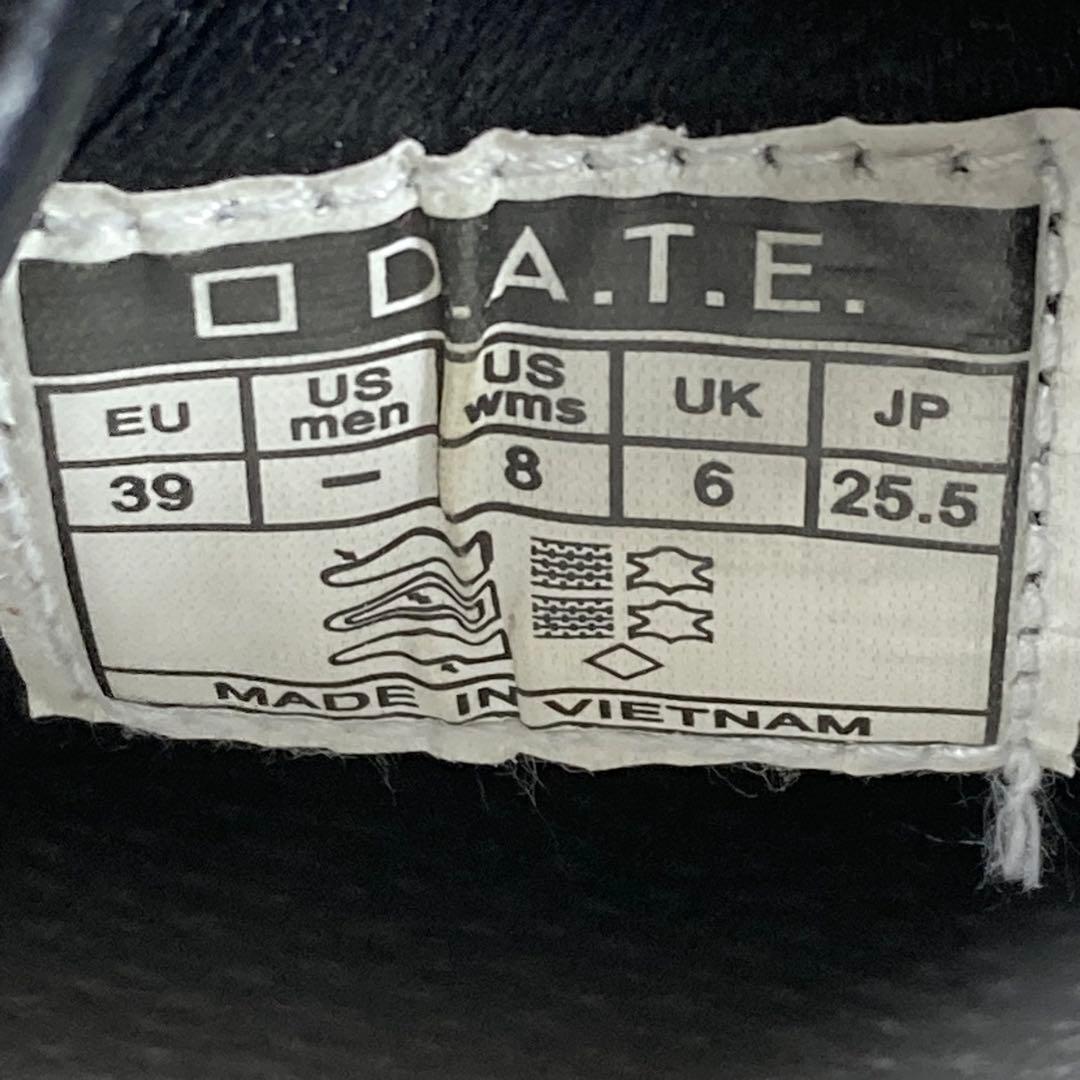 D.A.T.E.
EU US men US wms UK JP
39 – 8 6 25.5
MADE IN VIETNAM